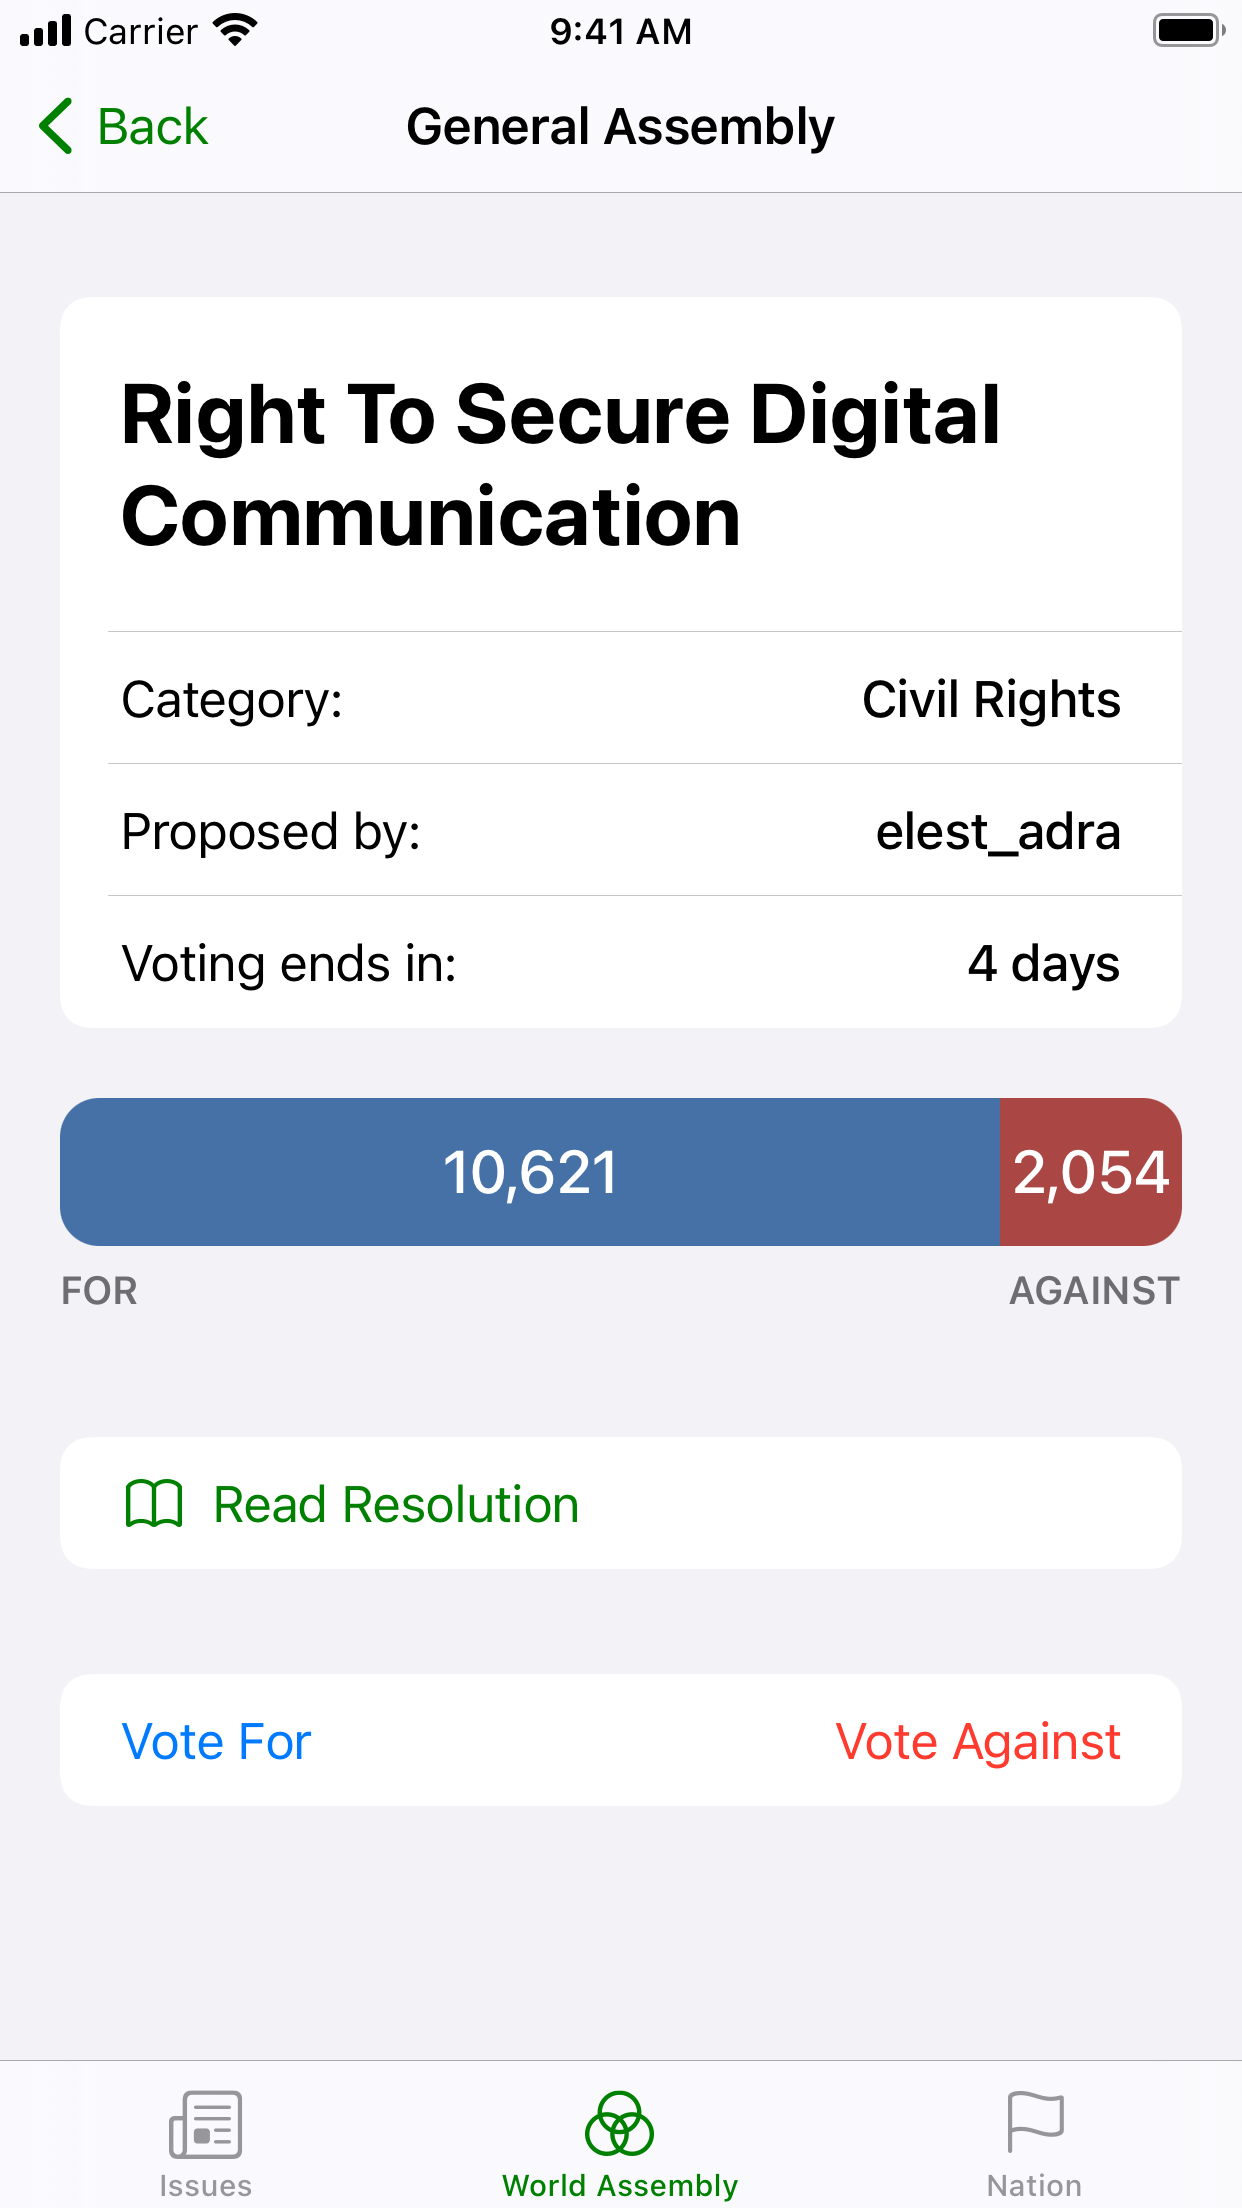 Carrier 9:41 AM
Back General Assembly
Right To Secure Digital
Communication
Category: Civil Rights
Proposed by: elest_adra
Voting ends in: 4 days
10,621 2,054
FOR AGAINST
Read Resolution
Vote For Vote Against
Issues World Assembly Nation